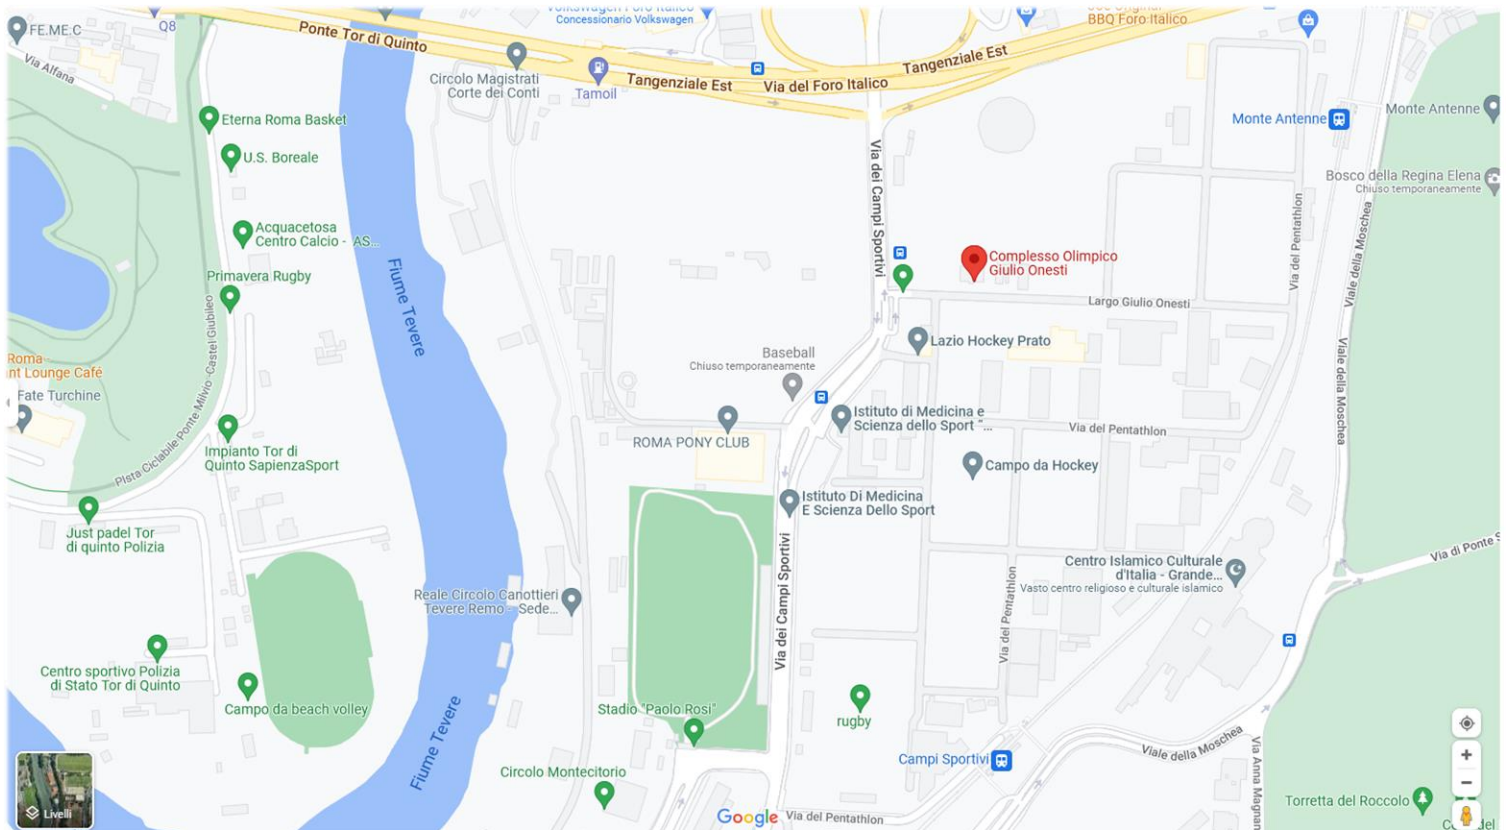 Volkswagen Foro Italico
Concessionario Volkswagen
BBQ Foro Italico
FE.ME.C
Q8
Ponte Tor di Quinto
Via Alfana
Circolo Magistrati
Corte dei Conti
Tamoil
Tangenziale Est
Via del Foro Italico
Tangenziale Est
Monte Antenne
Monte Antenne
Eterna Roma Basket
U.S. Boreale
Via dei Campi Sportivi
Bosco della Regina Elena
Chiuso temporaneamente
Acquacetosa
Centro Calcio - AS...
Via del Pentathlon
Viale della Moschea
Complesso Olimpico
Giulio Onesti
Primavera Rugby
Fiume Tevere
Largo Giulio Onesti
Pista Ciclabile Ponte Milvio - Castel Giubileo
Lazio Hockey Prato
Baseball
Chiuso temporaneamente
Viale della Moschea
Roma
nt Lounge Café
Fate Turchine
Istituto di Medicina e
Scienza dello Sport "...
Via del Pentathlon
ROMA PONY CLUB
Impianto Tor di
Quinto SapienzaSport
Campo da Hockey
Istituto Di Medicina
E Scienza Dello Sport
Just padel Tor
di quinto Polizia
Via di Ponte S
Centro Islamico Culturale
d'Italia - Grande...
Vasto centro religioso e culturale islamico
Reale Circolo Canottieri
Tevere Remo - Sede...
Via dei Campi Sportivi
Via del Pentathlon
Centro sportivo Polizia
di Stato Tor di Quinto
Campo da beach volley
Stadio "Paolo Rosi"
rugby
Fiume Tevere
Campi Sportivi
Viale della Moschea
Via Anna Magnan
Circolo Montecitorio
Torretta del Roccolo
Livelli
Google
Via del Pentathlon